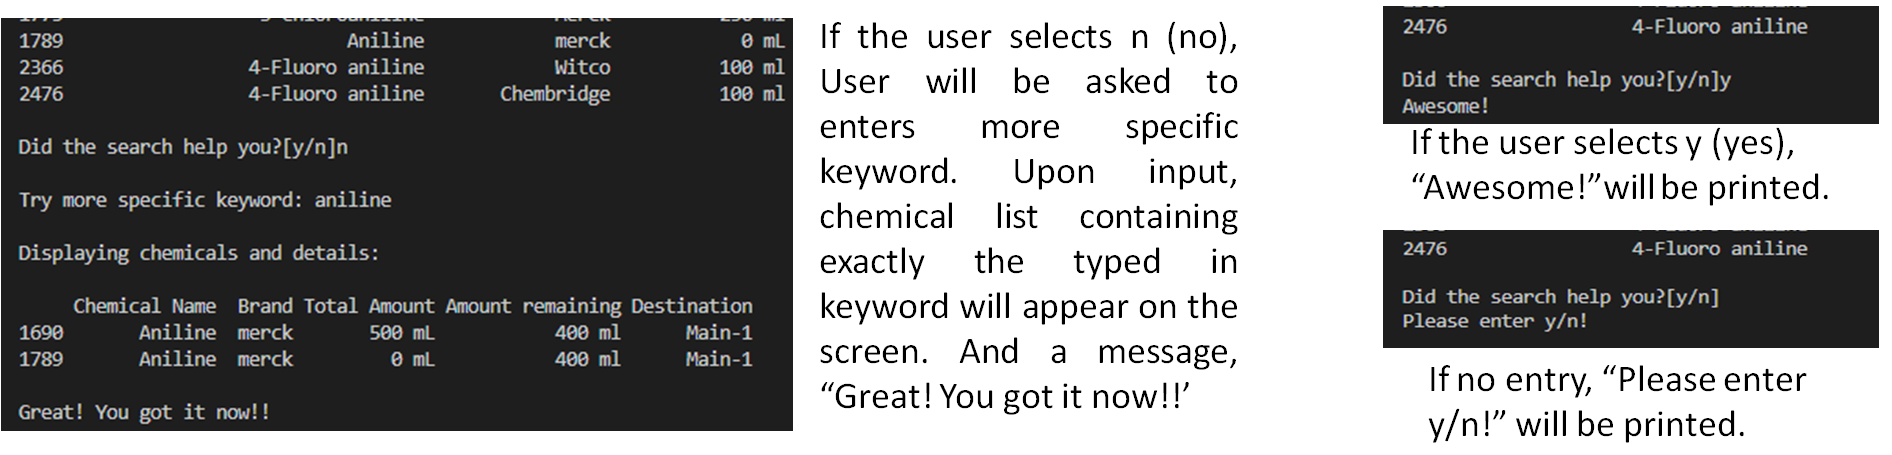 1789 Aniline merck 0 mL
2366 4-Fluoro aniline Witco 100 ml
2476 4-Fluoro aniline Chembridge 100 ml
Did the search help you?[y/n]n
Try more specific keyword: aniline
Displaying chemicals and details:
Chemical Name Brand Total Amount Amount remaining Destination
1690 Aniline merck 500 mL 400 ml Main-1
1789 Aniline merck 0 mL 400 ml Main-1
Great! You got it now!!
If the user selects n (no),
User will be asked to
enters more specific
keyword. Upon input,
chemical list containing
exactly the typed in
keyword will appear on the
screen. And a message,
“Great! You got it now!!’
2476 4-Fluoro aniline
Did the search help you?[y/n]y
Awesome!
If the user selects y (yes),
“Awesome!”will be printed.
2476 4-Fluoro aniline
Did the search help you?[y/n]
Please enter y/n!
If no entry, “Please enter
y/n!” will be printed.